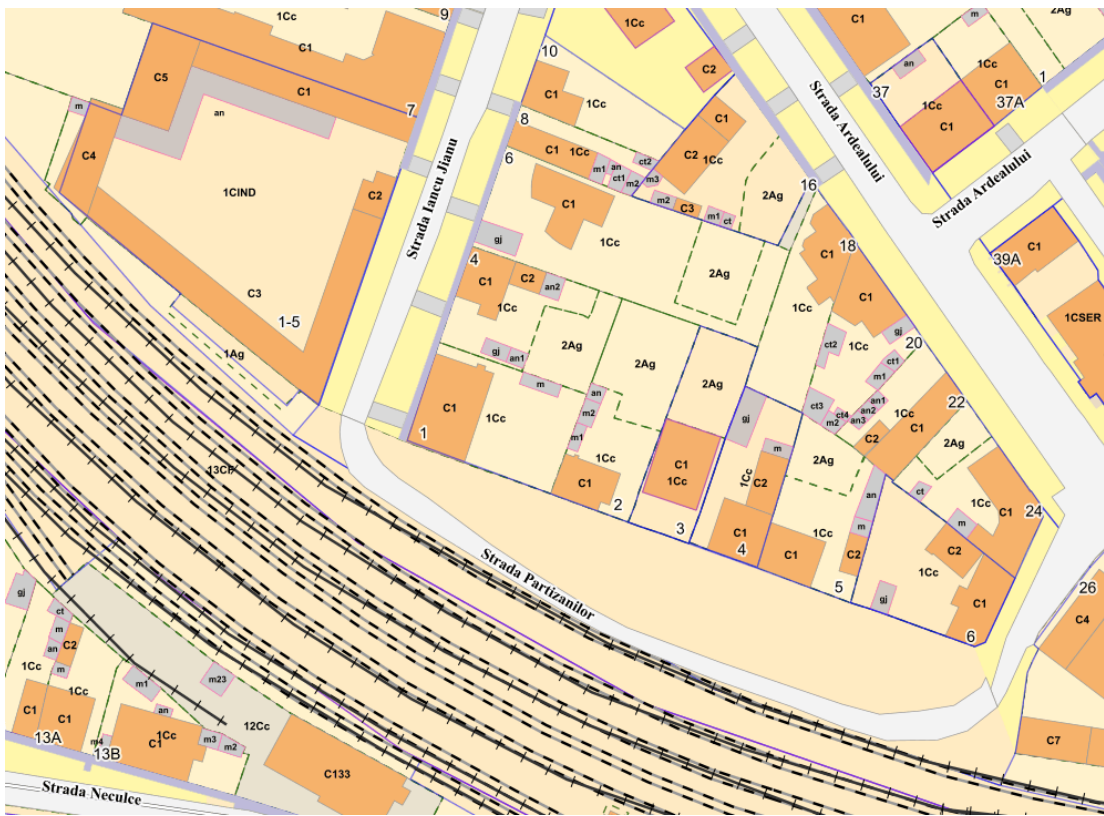 9
1Cc
C1
C5
C1
7
m
an
C4
C2
1CIND
C3
1-5
1Ag
Strada Iancu Jianu
10
1Cc
C2
C1
1Cc
8
C1
1Cc
m1
an
ct1
m2
ct2
m3
C1
C2
1Cc
m2
C3
m1
ct
2Ag
16
6
C1
1Cc
gj
4
C1
C2
an2
1Cc
gj
an1
m
2Ag
2Ag
2Ag
2Ag
C1
1Cc
1
an
m2
m1
1Cc
C1
2
C1
1Cc
3
gj
m
1Cc
C2
C1
4
C1
1Cc
5
C2
m
an
2Ag
Strada Ardealului
C1
37
m
an
2Ag
1Cc
C1
1Cc
C1
37A
1
Strada Ardealului
C1
39A
1CSER
18
C1
1Cc
C1
gj
20
ct2
1Cc
ct1
m1
an1
an2
an3
ct4
ct3
m2
1Cc
C1
C2
22
2Ag
ct
m
1Cc
C1
24
C2
1Cc
gj
C1
6
26
C4
C7
Strada Partizanilor
13CF
gj
ct
m
an
C2
m
1Cc
1Cc
C1
C1
13A
m1
an
1Cc
C1
m4
13B
m3
m2
m23
12Cc
C133
Strada Neculce